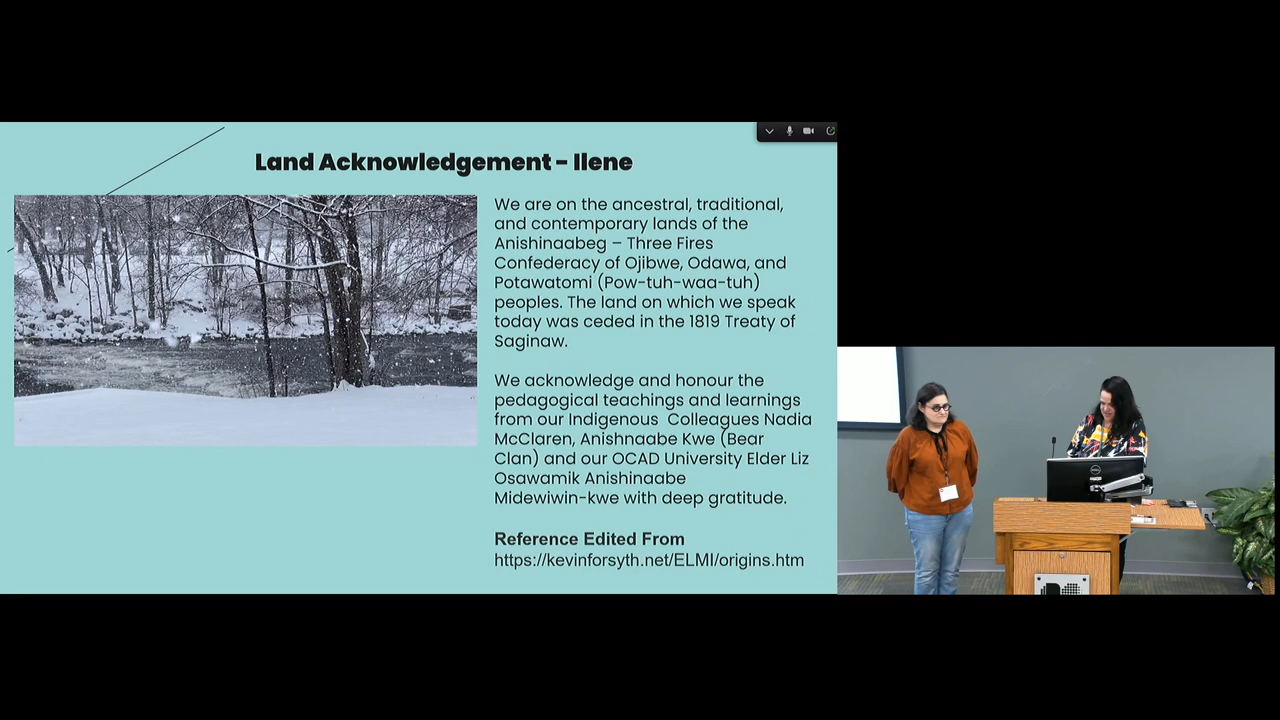 Land Acknowledgement – Ilene
We are on the ancestral, traditional,
and contemporary lands of the
Anishinaabeg – Three Fires
Confederacy of Ojibwe, Odawa, and
Potawatomi (Pow-tuh-waa-tuh)
peoples. The land on which we speak
today was ceded in the 1819 Treaty of
Saginaw.
We acknowledge and honour the
pedagogical teachings and learnings
from our Indigenous  Colleagues Nadia
McClaren, Anishnaabe Kwe (Bear
Clan) and our OCAD University Elder Liz
Osawamik Anishinaabe
Midewiwin-kwe with deep gratitude.
Reference Edited From
https://kevinforsyth.net/ELMI/origins.htm
DELL